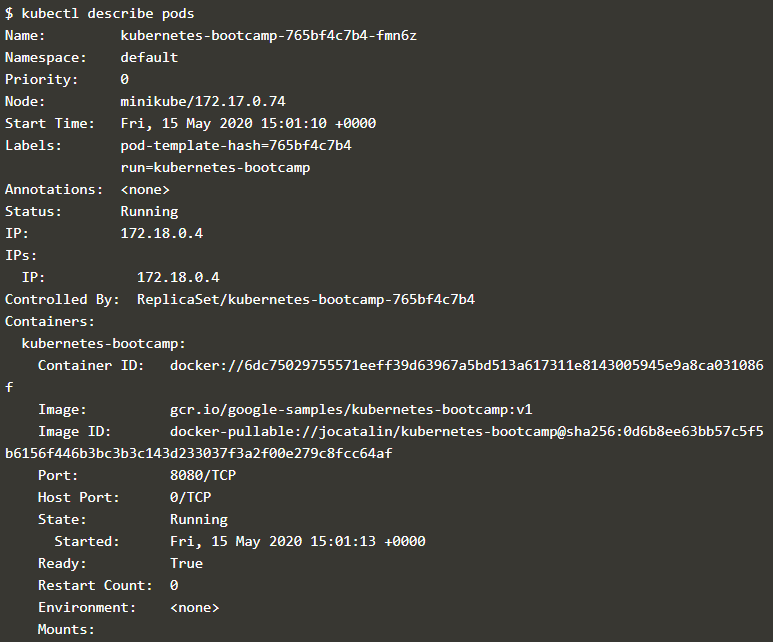 $ kubectl describe pods
Name:         kubernetes-bootcamp-765bf4c7b4-fmn6z
Namespace:    default
Priority:     0
Node:         minikube/172.17.0.74
Start Time:   Fri, 15 May 2020 15:01:10 +0000
Labels:       pod-template-hash=765bf4c7b4
              run=kubernetes-bootcamp
Annotations:  <none>
Status:       Running
IP:           172.18.0.4
IPs:
  IP:           172.18.0.4
Controlled By:  ReplicaSet/kubernetes-bootcamp-765bf4c7b4
Containers:
  kubernetes-bootcamp:
    Container ID:   docker://6dc75029755571eeff39d63967a5bd513a617311e8143005945e9a8ca031086
f
    Image:          gcr.io/google-samples/kubernetes-bootcamp:v1
    Image ID:       docker-pullable://jocatalin/kubernetes-bootcamp@sha256:0d6b8ee63bb57c5f5
b6156f446b3bc3b3c143d233037f3a2f00e279c8fcc64af
    Port:           8080/TCP
    Host Port:      0/TCP
    State:          Running
      Started:      Fri, 15 May 2020 15:01:13 +0000
    Ready:          True
    Restart Count:  0
    Environment:    <none>
    Mounts: